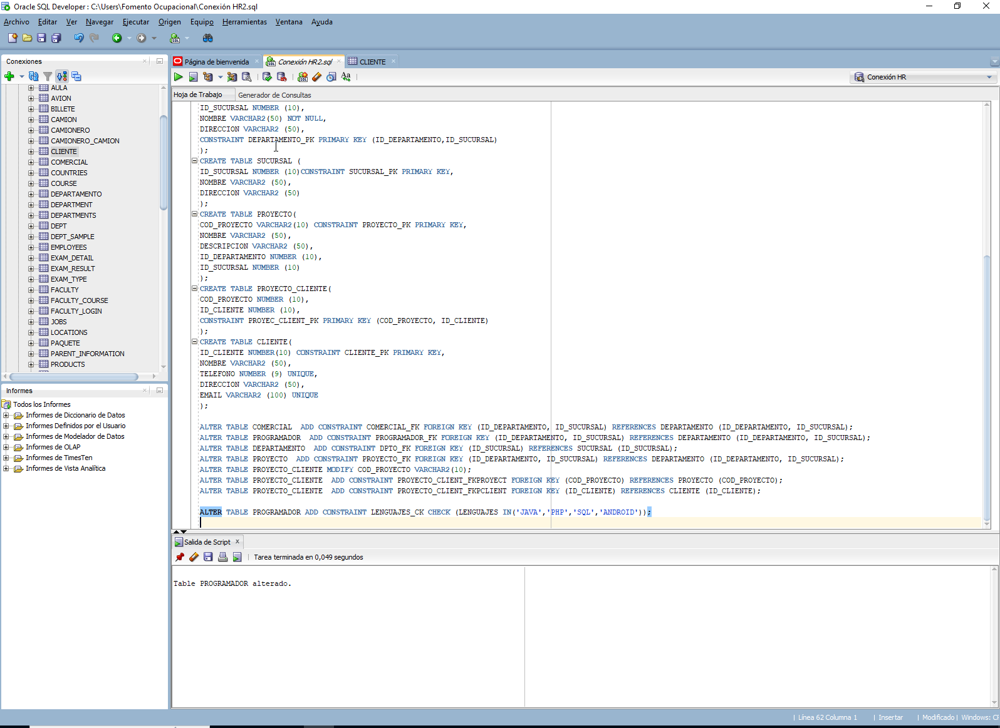 Oracle SQL Developer : C:\Users\Fomento Ocupacional\Conexión HR2.sql
Archivo Editar Ver Navegar Ejecutar Origen Equipo Herramientas Ventana Ayuda
Conexiones
AULA
AVION
BILLETE
CAMION
CAMIONERO
CAMIONERO_CAMION
CLIENTE
COMERCIAL
COUNTRIES
COURSE
DEPARTAMENTO
DEPARTMENT
DEPARTMENTS
DEPT
DEPT_SAMPLE
EMPLOYEES
EXAM_DETAIL
EXAM_RESULT
EXAM_TYPE
FACULTY
FACULTY_COURSE
FACULTY_LOGIN
JOBS
LOCATIONS
PAQUETE
PARENT_INFORMATION
PRODUCTS
Informes
Todos los Informes
Informes de Diccionario de Datos
Informes Definidos por el Usuario
Informes de Modelador de Datos
Informes de OLAP
Informes de TimesTen
Informes de Vista Analítica
Página de bienvenida Conexión HR2.sql CLIENTE
Conexión HR
Hoja de Trabajo Generador de Consultas
ID_SUCURSAL NUMBER (10),
NOMBRE VARCHAR2(50) NOT NULL,
DIRECCION VARCHAR2 (50),
CONSTRAINT DEPARTAMENTO_PK PRIMARY KEY (ID_DEPARTAMENTO,ID_SUCURSAL)
);
CREATE TABLE SUCURSAL (
ID_SUCURSAL NUMBER (10)CONSTRAINT SUCURSAL_PK PRIMARY KEY,
NOMBRE VARCHAR2 (50),
DIRECCION VARCHAR2 (50)
);
CREATE TABLE PROYECTO(
COD_PROYECTO VARCHAR2(10) CONSTRAINT PROYECTO_PK PRIMARY KEY,
NOMBRE VARCHAR2 (50),
DESCRIPCION VARCHAR2 (50),
ID_DEPARTAMENTO NUMBER (10),
ID_SUCURSAL NUMBER (10)
);
CREATE TABLE PROYECTO_CLIENTE(
COD_PROYECTO NUMBER (10),
ID_CLIENTE NUMBER (10),
CONSTRAINT PROYEC_CLIENT_PK PRIMARY KEY (COD_PROYECTO, ID_CLIENTE)
);
CREATE TABLE CLIENTE(
ID_CLIENTE NUMBER(10) CONSTRAINT CLIENTE_PK PRIMARY KEY,
NOMBRE VARCHAR2 (50),
TELEFONO NUMBER (9) UNIQUE,
DIRECCION VARCHAR2 (50),
EMAIL VARCHAR2 (100) UNIQUE
);
ALTER TABLE COMERCIAL  ADD CONSTRAINT COMERCIAL_FK FOREIGN KEY (ID_DEPARTAMENTO, ID_SUCURSAL) REFERENCES DEPARTAMENTO (ID_DEPARTAMENTO, ID_SUCURSAL);
ALTER TABLE PROGRAMADOR  ADD CONSTRAINT PROGRAMADOR_FK FOREIGN KEY (ID_DEPARTAMENTO, ID_SUCURSAL) REFERENCES DEPARTAMENTO (ID_DEPARTAMENTO, ID_SUCURSAL);
ALTER TABLE DEPARTAMENTO  ADD CONSTRAINT DPTO_FK FOREIGN KEY (ID_SUCURSAL) REFERENCES SUCURSAL (ID_SUCURSAL);
ALTER TABLE PROYECTO  ADD CONSTRAINT PROYECTO_FK FOREIGN KEY (ID_DEPARTAMENTO, ID_SUCURSAL) REFERENCES DEPARTAMENTO (ID_DEPARTAMENTO, ID_SUCURSAL);
ALTER TABLE PROYECTO_CLIENTE MODIFY COD_PROYECTO VARCHAR2(10);
ALTER TABLE PROYECTO_CLIENTE  ADD CONSTRAINT PROYECTO_CLIENT_FKPROYECT FOREIGN KEY (COD_PROYECTO) REFERENCES PROYECTO (COD_PROYECTO);
ALTER TABLE PROYECTO_CLIENTE  ADD CONSTRAINT PROYECTO_CLIENT_FKPCLIENT FOREIGN KEY (ID_CLIENTE) REFERENCES CLIENTE (ID_CLIENTE);
ALTER TABLE PROGRAMADOR ADD CONSTRAINT LENGUAJES_CK CHECK (LENGUAJES IN('JAVA','PHP','SQL','ANDROID'));
Salida de Script
Tarea terminada en 0,049 segundos
Table PROGRAMADOR alterado.
Línea 62 Columna 1 | Insertar | Modificado | Windows: